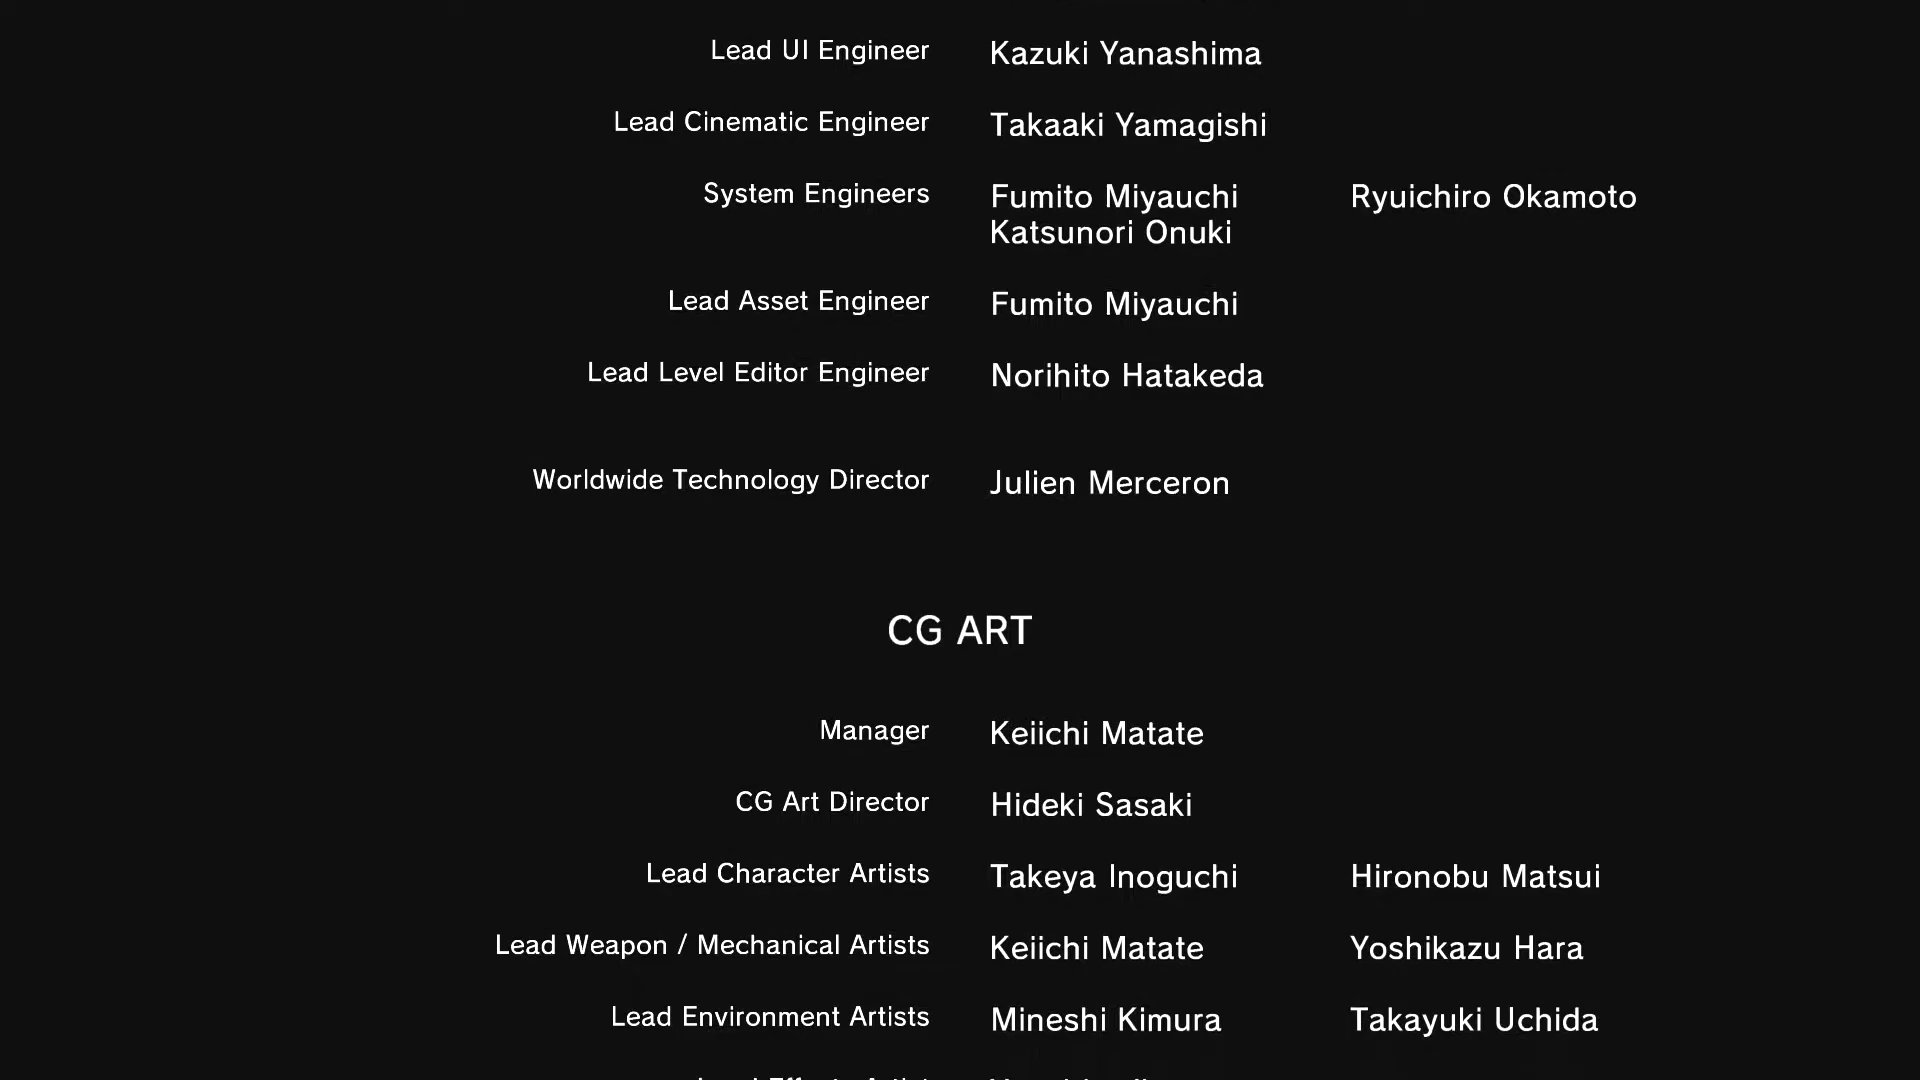 Lead UI Engineer Kazuki Yanashima
Lead Cinematic Engineer Takaaki Yamagishi
System Engineers Fumito Miyauchi Ryuichiro Okamoto
Katsunori Onuki
Lead Asset Engineer Fumito Miyauchi
Lead Level Editor Engineer Norihito Hatakeda
Worldwide Technology Director Julien Merceron
CG ART
Manager Keiichi Matate
CG Art Director Hideki Sasaki
Lead Character Artists Takeya Inoguchi Hironobu Matsui
Lead Weapon / Mechanical Artists Keiichi Matate Yoshikazu Hara
Lead Environment Artists Mineshi Kimura Takayuki Uchida